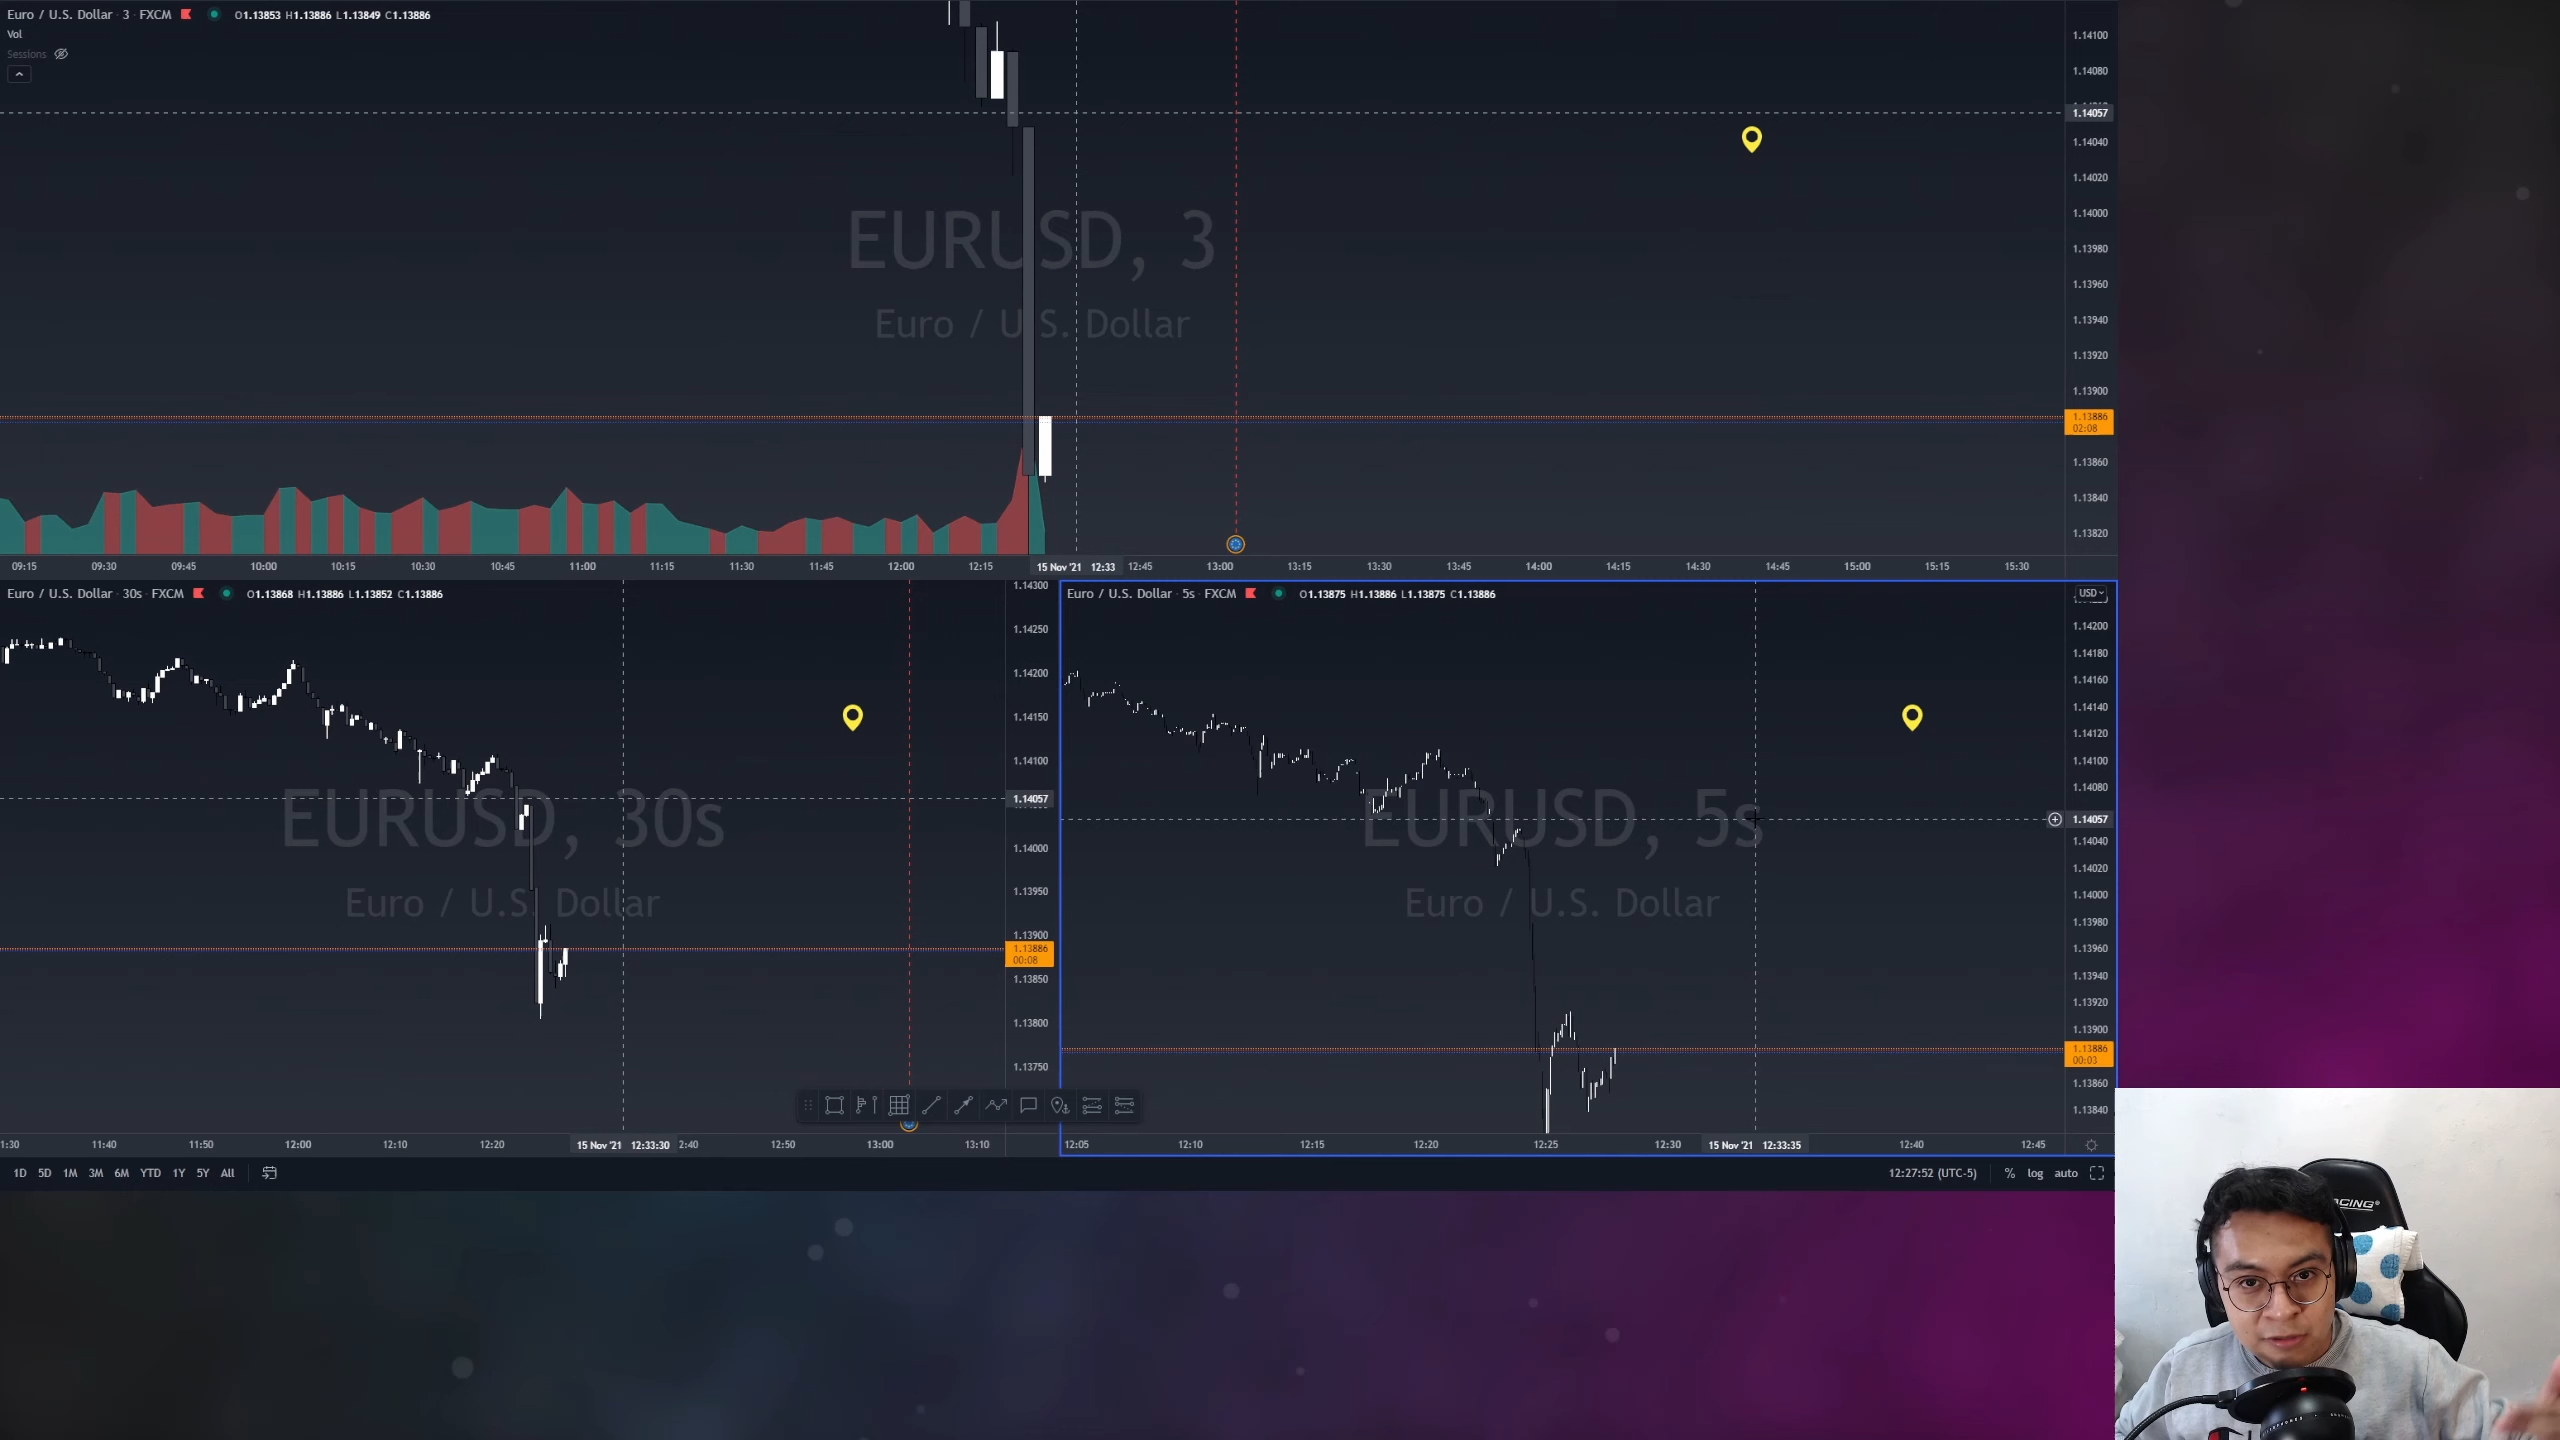 Euro / U.S. Dollar · 3 · FXCM O1.13853 H1.13886 L1.13849 C1.13886
Vol
Sessions
1.14100
1.14080
1.14057
1.14040
1.14020
1.14000
1.13980
1.13960
1.13940
1.13920
1.13900
1.13886
02:08
1.13860
1.13840
1.13820
EURUSD, 3
Euro / U.S. Dollar
09:15 09:30 09:45 10:00 10:15 10:30 10:45 11:00 11:15 11:30 11:45 12:00 12:15 15 Nov '21 12:33 12:45 13:00 13:15 13:30 13:45 14:00 14:15 14:30 14:45 15:00 15:15 15:30
Euro / U.S. Dollar · 30s · FXCM O1.13868 H1.13886 L1.13852 C1.13886
1.14300
1.14250
1.14200
1.14150
1.14100
1.14057
1.14000
1.13950
1.13900
1.13886
00:08
1.13850
1.13800
1.13750
EURUSD, 30s
Euro / U.S. Dollar
1:30 11:40 11:50 12:00 12:10 12:20 15 Nov '21 12:33:30 2:40 12:50 13:00 13:10
Euro / U.S. Dollar · 5s · FXCM O1.13875 H1.13886 L1.13875 C1.13886
USD
1.14200
1.14180
1.14160
1.14140
1.14120
1.14100
1.14080
1.14057
1.14040
1.14020
1.14000
1.13980
1.13960
1.13940
1.13920
1.13900
1.13886
00:03
1.13860
1.13840
EURUSD, 5s
Euro / U.S. Dollar
12:05 12:10 12:15 12:20 12:25 12:30 15 Nov '21 12:33:35 12:40 12:45
1D 5D 1M 3M 6M YTD 1Y 5Y All
12:27:52 (UTC-5) % log auto
CING